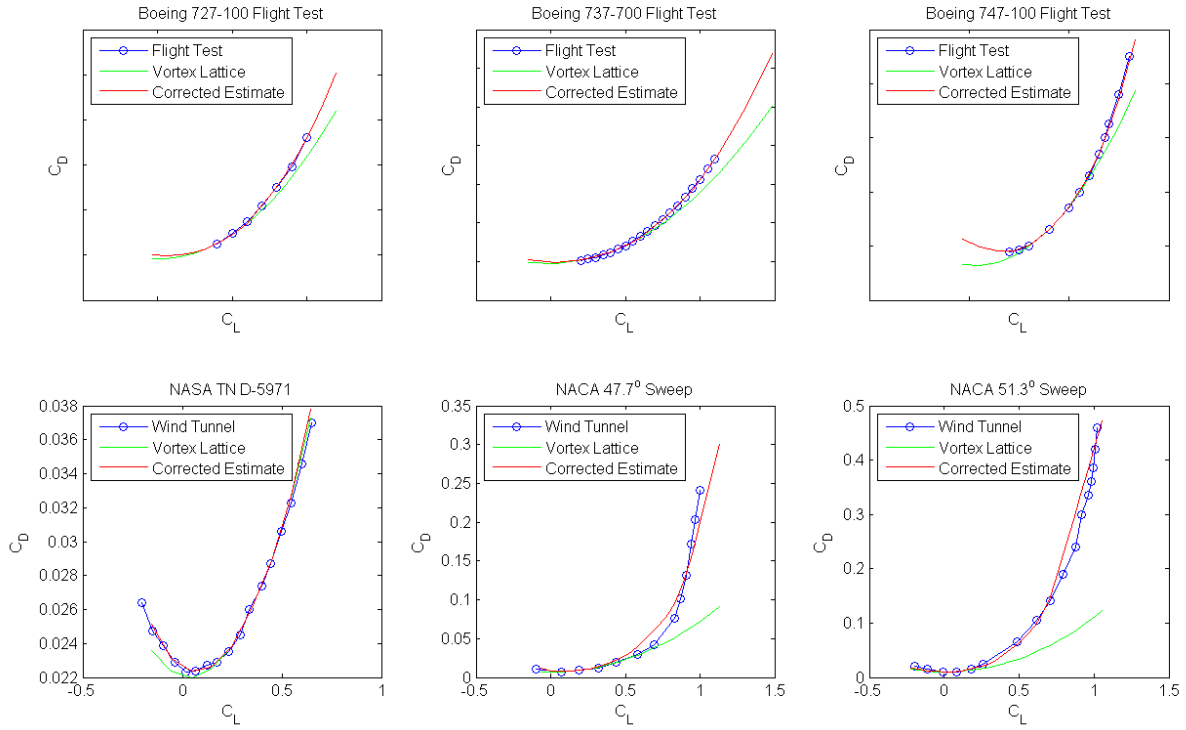 Boeing 727-100 Flight Test
Flight Test
Vortex Lattice
Corrected Estimate
C_D
C_L
Boeing 737-700 Flight Test
Flight Test
Vortex Lattice
Corrected Estimate
C_D
C_L
Boeing 747-100 Flight Test
Flight Test
Vortex Lattice
Corrected Estimate
C_D
C_L
NASA TN D-5971
Wind Tunnel
Vortex Lattice
Corrected Estimate
0.038
0.036
0.034
0.032
0.03
0.028
0.026
0.024
0.022
C_D
-0.5
0
0.5
1
C_L
NACA 47.7⁰ Sweep
Wind Tunnel
Vortex Lattice
Corrected Estimate
0.35
0.3
0.25
0.2
0.15
0.1
0.05
0
C_D
-0.5
0
0.5
1
1.5
C_L
NACA 51.3⁰ Sweep
Wind Tunnel
Vortex Lattice
Corrected Estimate
0.5
0.4
0.3
0.2
0.1
0
C_D
-0.5
0
0.5
1
1.5
C_L